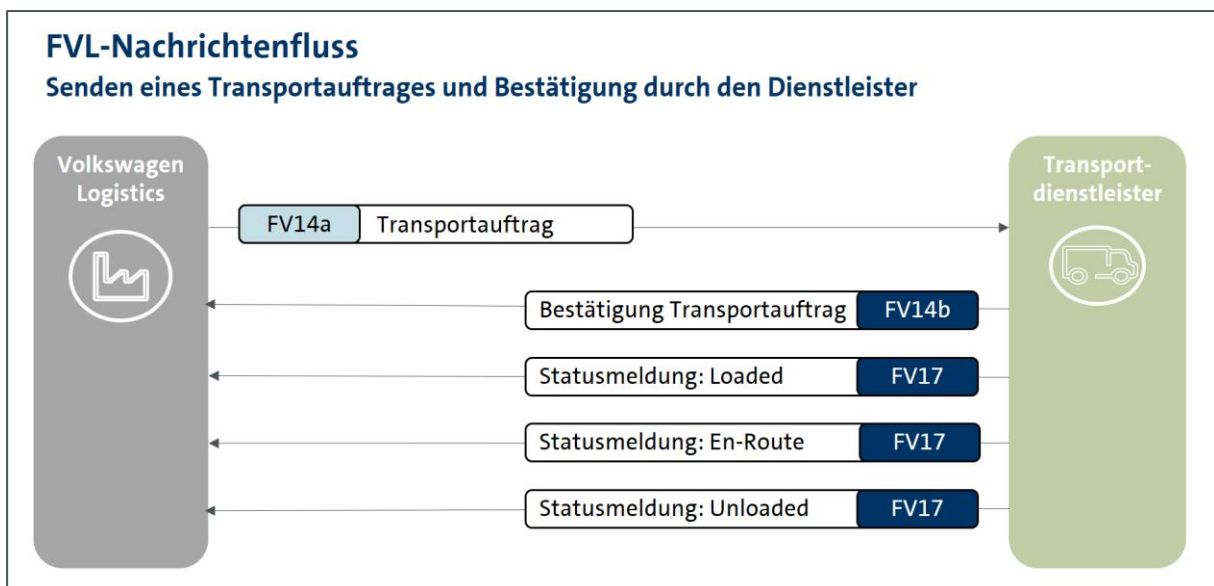 FVL-Nachrichtenfluss
Senden eines Transportauftrages und Bestätigung durch den Dienstleister
Volkswagen
Logistics
Transport-
dienstleister
FV14a Transportauftrag
Bestätigung Transportauftrag FV14b
Statusmeldung: Loaded FV17
Statusmeldung: En-Route FV17
Statusmeldung: Unloaded FV17